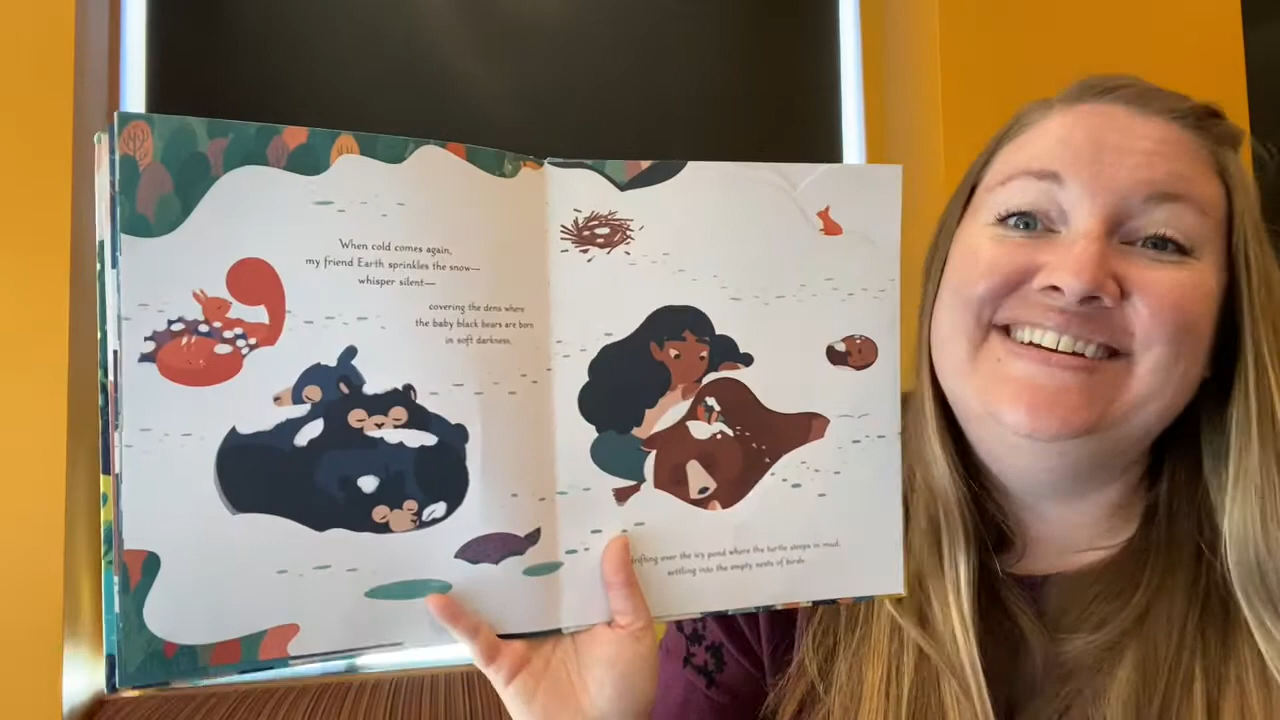 When cold comes again,
my friend Earth sprinkles the snow—
whisper silent—
covering the dens where
the baby black bears are born
in soft darkness,
drifting over the icy pond where the turtle sleeps in mud,
settling into the empty nests of birds.